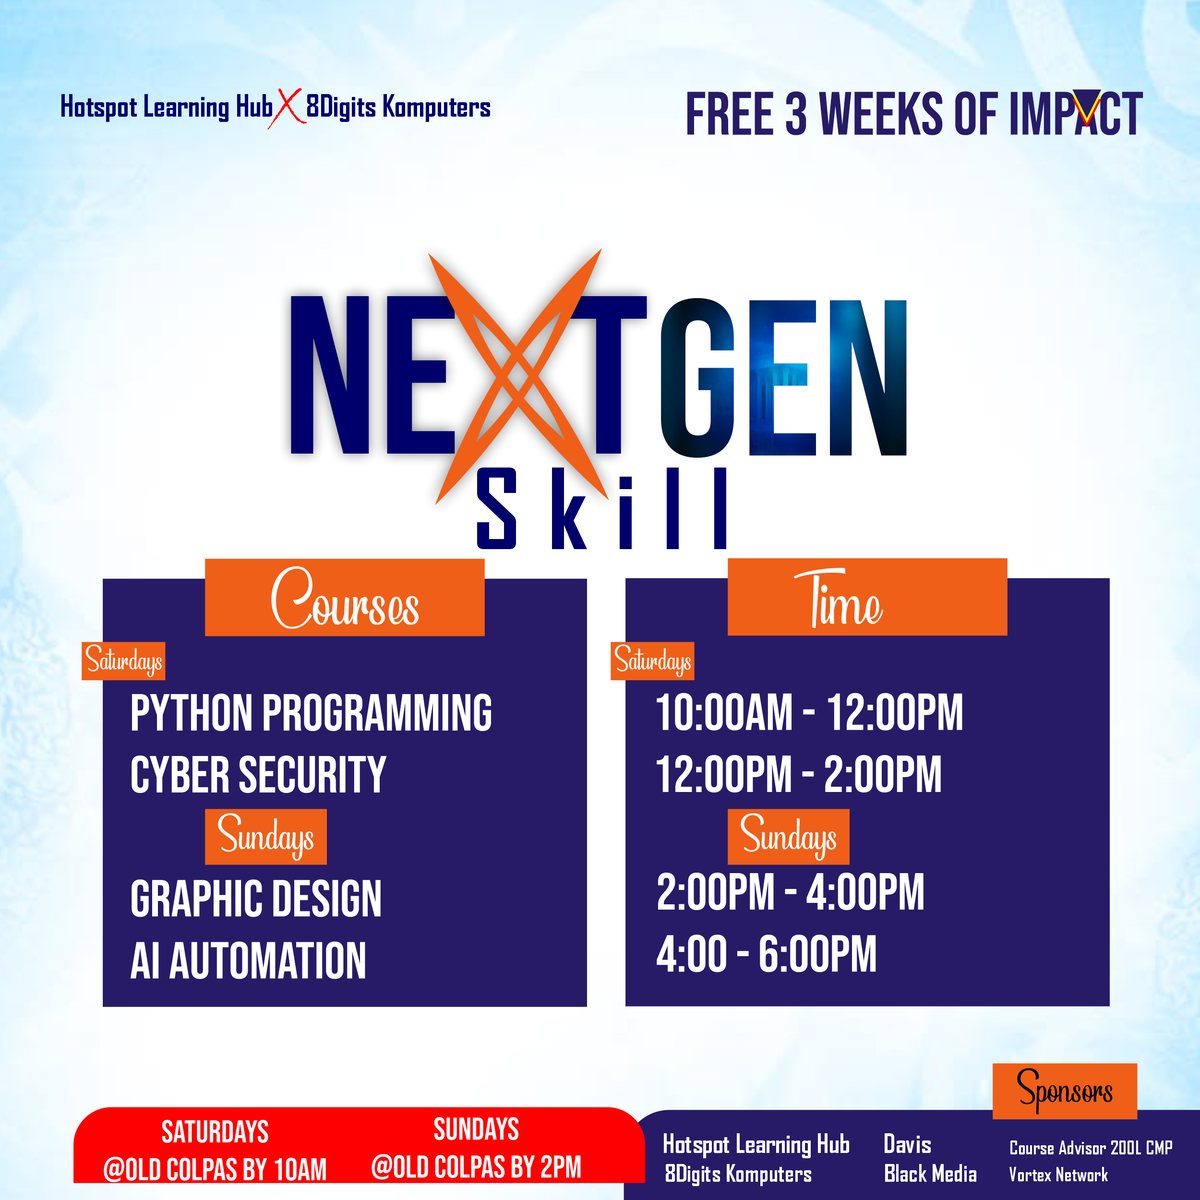 Hotspot Learning Hub X 8Digits Komputers
FREE 3 WEEKS OF IMPACT
NEXTGEN
Skill
Courses
Saturdays
PYTHON PROGRAMMING
CYBER SECURITY
Sundays
GRAPHIC DESIGN
AI AUTOMATION
Time
Saturdays
10:00AM - 12:00PM
12:00PM - 2:00PM
Sundays
2:00PM - 4:00PM
4:00 - 6:00PM
SATURDAYS
@OLD COLPAS BY 10AM
SUNDAYS
@OLD COLPAS BY 2PM
Sponsors
Hotspot Learning Hub
8Digits Komputers
Davis
Black Media
Course Advisor 200L CMP
Vortex Network